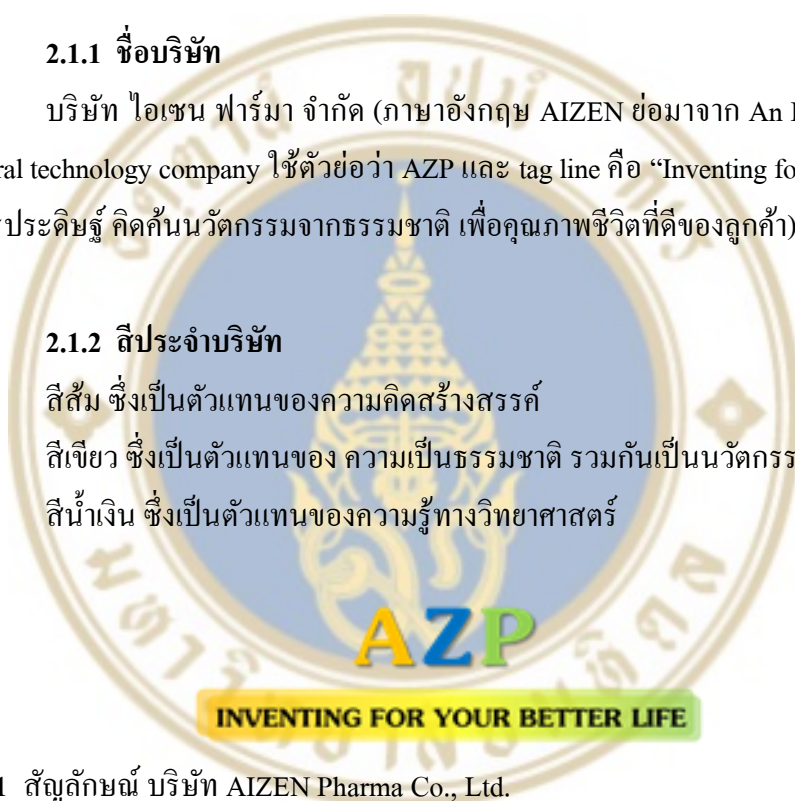 2.1.1 ชื่อบริษัท
บริษัท ไอเซน ฟาร์มา จำกัด (ภาษาอังกฤษ AIZEN ย่อมาจาก An
ral technology company ใช้ตัวย่อว่า AZP และ tag line คือ “Inventing fo
ประดิษฐ์ คิดค้นนวัตกรรมจากธรรมชาติ เพื่อคุณภาพชีวิตที่ดีของลูกค้า)
2.1.2 สีประจำบริษัท
สีส้ม ซึ่งเป็นตัวแทนของความคิดสร้างสรรค์
สีเขียว ซึ่งเป็นตัวแทนของ ความเป็นธรรมชาติ รวมกันเป็นนวัตกรร
สีน้ำเงิน ซึ่งเป็นตัวแทนของความรู้ทางวิทยาศาสตร์
AZP
INVENTING FOR YOUR BETTER LIFE
1 สัญลักษณ์ บริษัท AIZEN Pharma Co., Ltd.
มหาวิทยาลัยมหิดล